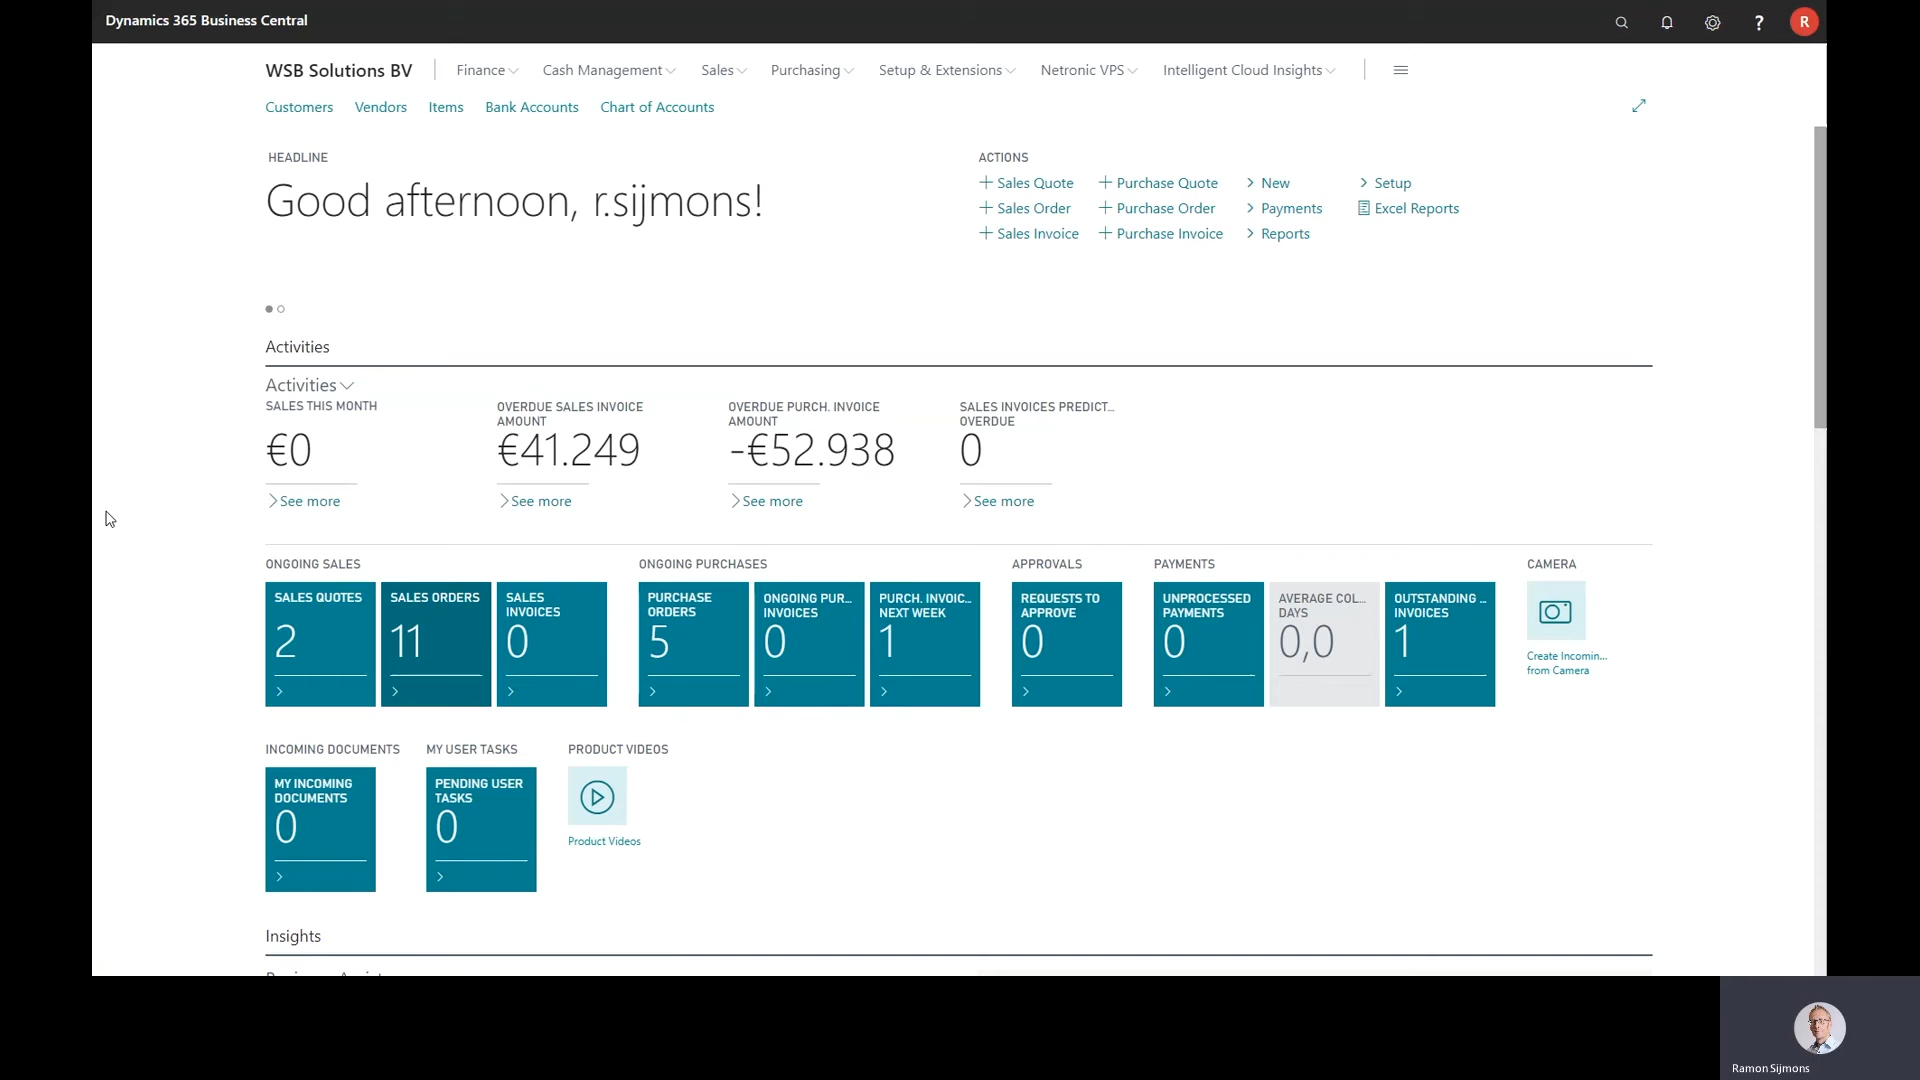 Dynamics 365 Business Central
?
R
WSB Solutions BV
Finance
Cash Management
Sales
Purchasing
Setup & Extensions
Netronic VPS
Intelligent Cloud Insights
Customers
Vendors
Items
Bank Accounts
Chart of Accounts
HEADLINE
Good afternoon, r.sijmons!
ACTIONS
+ Sales Quote
+ Purchase Quote
> New
> Setup
+ Sales Order
+ Purchase Order
> Payments
Excel Reports
+ Sales Invoice
+ Purchase Invoice
> Reports
Activities
Activities
SALES THIS MONTH
€0
See more
OVERDUE SALES INVOICE
AMOUNT
€41.249
See more
OVERDUE PURCH. INVOICE
AMOUNT
-€52.938
See more
SALES INVOICES PREDICT...
OVERDUE
0
See more
ONGOING SALES
SALES QUOTES
2
SALES ORDERS
11
SALES
INVOICES
0
ONGOING PURCHASES
PURCHASE
ORDERS
5
ONGOING PUR...
INVOICES
0
PURCH. INVOIC...
NEXT WEEK
1
APPROVALS
REQUESTS TO
APPROVE
0
PAYMENTS
UNPROCESSED
PAYMENTS
0
AVERAGE COL...
DAYS
0,0
OUTSTANDING ...
INVOICES
1
CAMERA
Create Incomin...
from Camera
INCOMING DOCUMENTS
MY INCOMING
DOCUMENTS
0
MY USER TASKS
PENDING USER
TASKS
0
PRODUCT VIDEOS
Product Videos
Insights
Ramon Sijmons